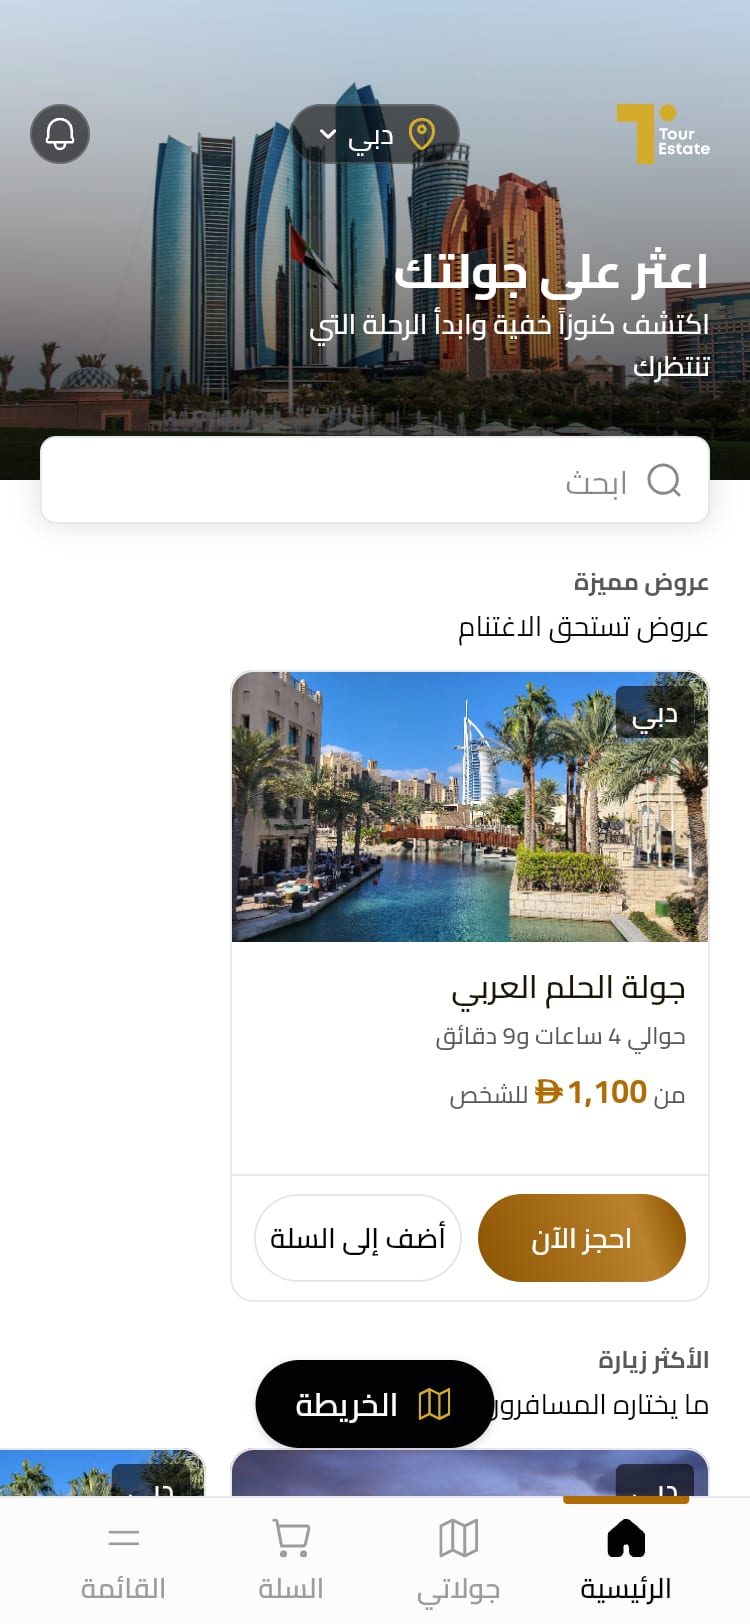 Tour
Estate
دبي
اعثر على جولتك
اكتشف كنوزاً خفية وابدأ الرحلة التي
تنتظرك
ابحث
عروض مميزة
عروض تستحق الاغتنام
دبي
جولة الحلم العربي
حوالي 4 ساعات و9 دقائق
من 1,100 للشخص
احجز الآن
أضف إلى السلة
الأكثر زيارة
ما يختاره
الخريطة
الرئيسية
جولاتي
السلة
القائمة